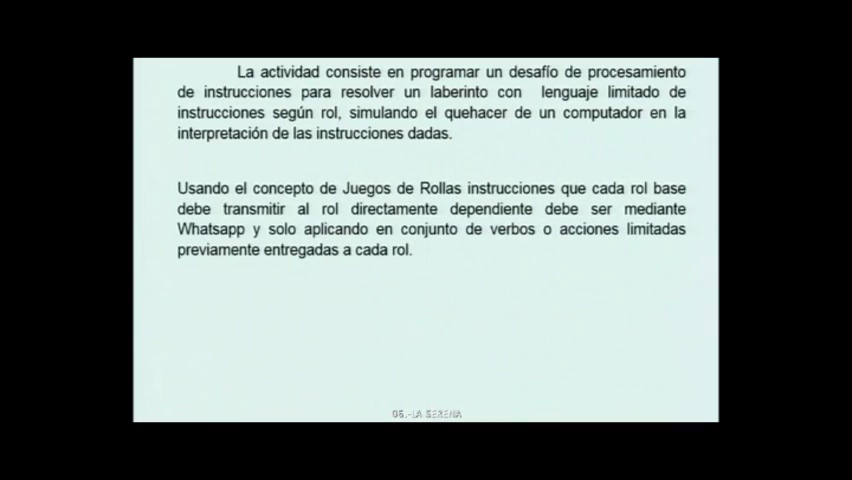 La actividad consiste en programar un desafío de procesamiento
de instrucciones para resolver un laberinto con lenguaje limitado de
instrucciones según rol, simulando el quehacer de un computador en la
interpretación de las instrucciones dadas.
Usando el concepto de Juegos de Rollas instrucciones que cada rol base
debe transmitir al rol directamente dependiente debe ser mediante
Whatsapp y solo aplicando en conjunto de verbos o acciones limitadas
previamente entregadas a cada rol.
06.-LA SERENA